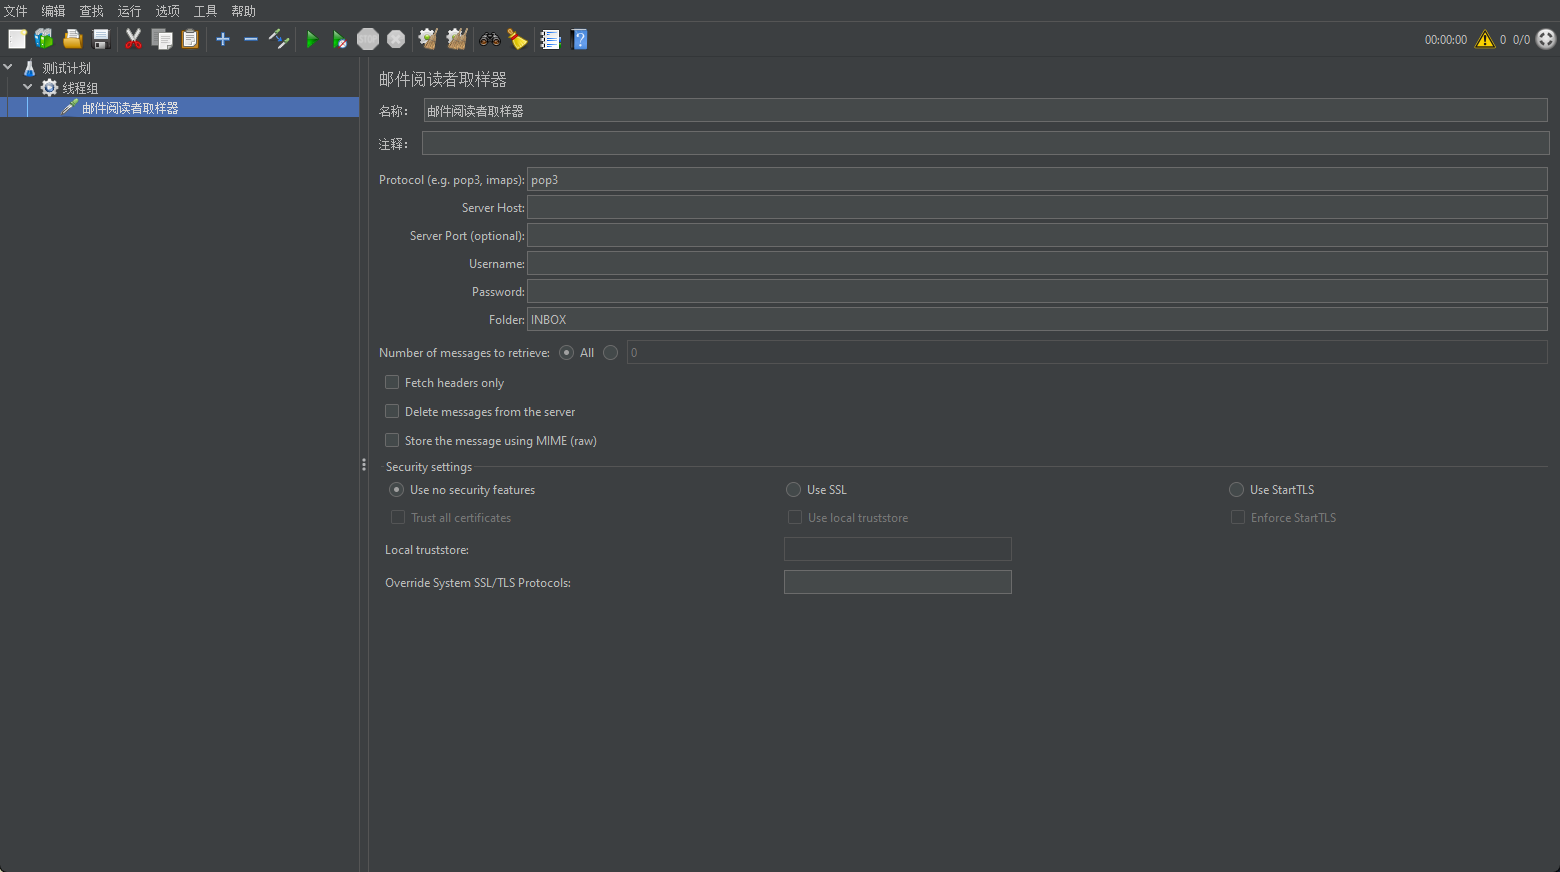 文件 编辑 查找 运行 选项 工具 帮助
STOP 00:00:00 0 0/0
测试计划
线程组
邮件阅读者取样器
邮件阅读者取样器
名称： 邮件阅读者取样器
注释：
Protocol (e.g. pop3, imaps): pop3
Server Host:
Server Port (optional):
Username:
Password:
Folder: INBOX
Number of messages to retrieve: All 0
Fetch headers only
Delete messages from the server
Store the message using MIME (raw)
Security settings
Use no security features Use SSL Use StartTLS
Trust all certificates Use local truststore Enforce StartTLS
Local truststore:
Override System SSL/TLS Protocols: